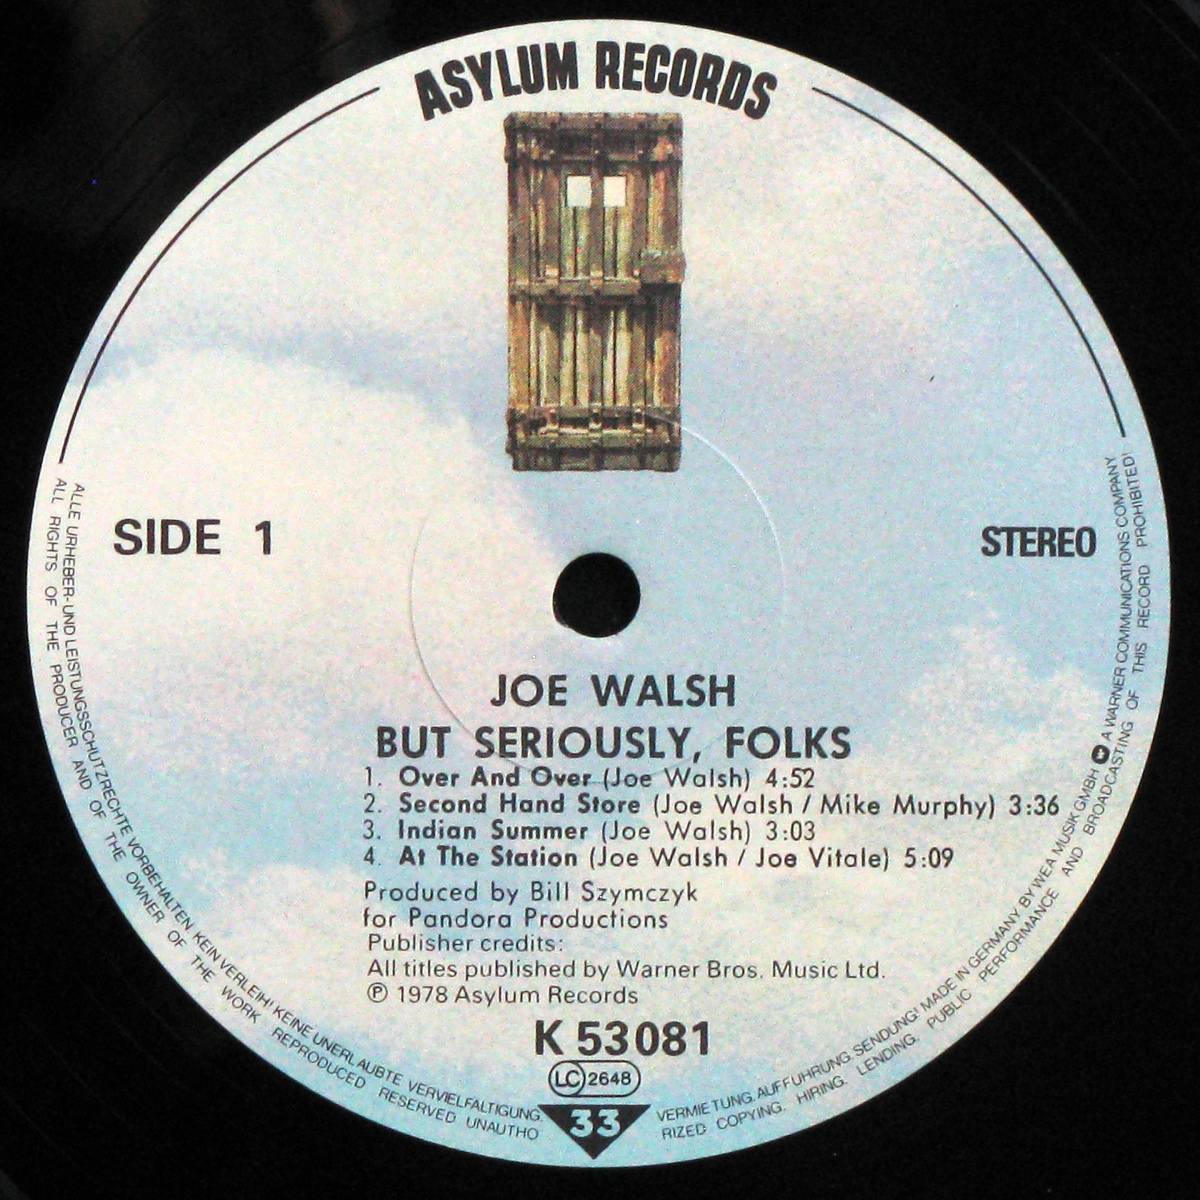 ASYLUM RECORDS
SIDE 1
STEREO
JOE WALSH
BUT SERIOUSLY, FOLKS
1. Over And Over (Joe Walsh) 4:52
2. Second Hand Store (Joe Walsh / Mike Murphy) 3:36
3. Indian Summer (Joe Walsh) 3:03
4. At The Station (Joe Walsh / Joe Vitale) 5:09
Produced by Bill Szymczyk
for Pandora Productions
Publisher credits:
All titles published by Warner Bros. Music Ltd.
℗ 1978 Asylum Records
K 53081
LC 2648
33
ALLE URHEBER- UND LEISTUNGSSCHUTZRECHTE VORBEHALTEN KEIN VERLEIH! KEINE UNERLAUBTE VERVIELFALTIGUNG. VERMIETUNG. AUFFUHRUNG. SENDUNG! MADE IN GERMANY. BY WEA MUSIK GMBH A WARNER COMMUNICATIONS COMPANY
ALL RIGHTS OF THE PRODUCER AND OF THE OWNER OF THE WORK REPRODUCED RESERVED UNAUTHORIZED COPYING. HIRING. LENDING. PUBLIC PERFORMANCE AND BROADCASTING OF THIS RECORD PROHIBITED!